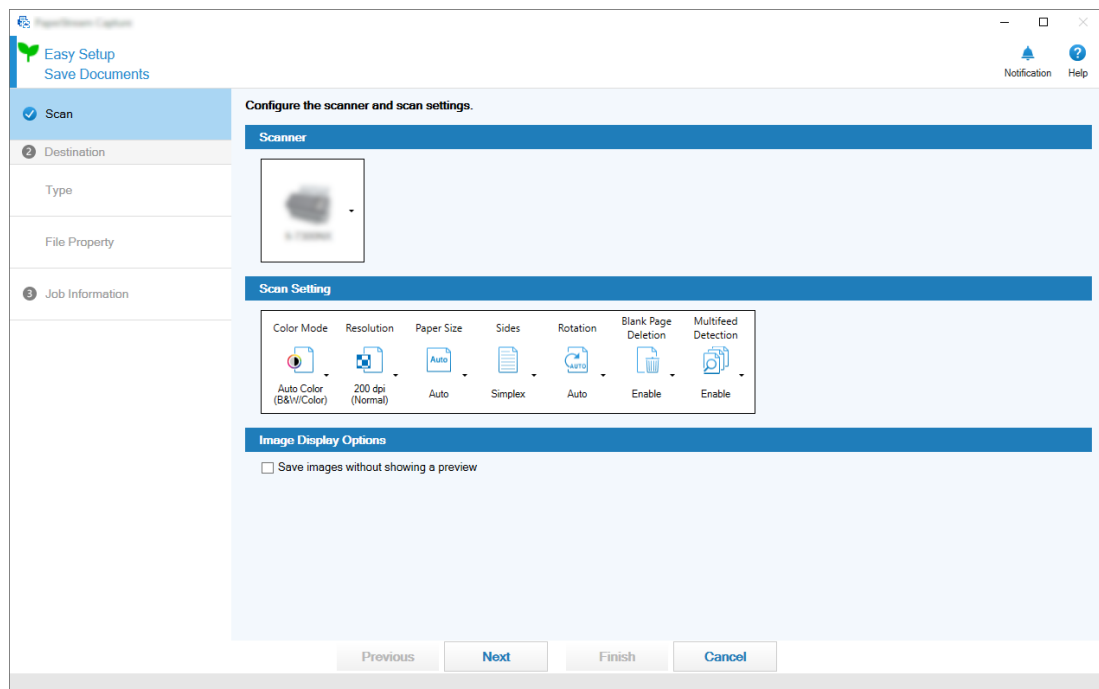 Easy Setup
Save Documents
Notification
Help
Scan
2 Destination
Type
File Property
3 Job Information
Configure the scanner and scan settings.
Scanner
Scan Setting
Color Mode Resolution Paper Size Sides Rotation Blank Page Deletion Multifeed Detection
Auto AUTO
Auto Color (B&W/Color) 200 dpi (Normal) Auto Simplex Auto Enable Enable
Image Display Options
Save images without showing a preview
Previous Next Finish Cancel